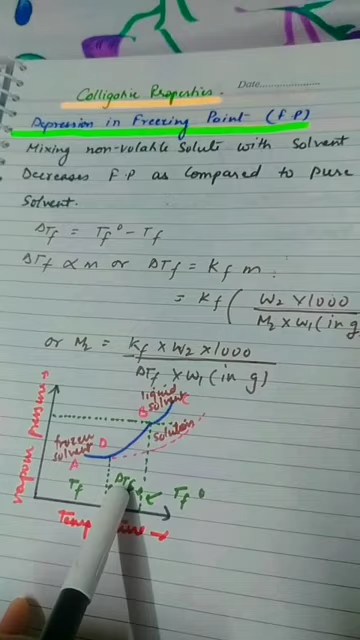 Date
Colligative Properties.
Depression in Freezing Point - (F.P)
Mixing non-volatile Solute with Solvent
Decreases F.P as Compared to pure
Solvent.
ΔTf = Tf° - Tf
ΔTf ∝ m or ΔTf = Kf m.
= Kf ( W2 × 1000 / M2 × W1 (in g
or M2 = Kf × W2 × 1000 / ΔTf × W1 (in g)
liquid
solvent
B
C
solution
frozen
solvent
D
A
vapour pressure →
Tf
ΔTf
Tf°